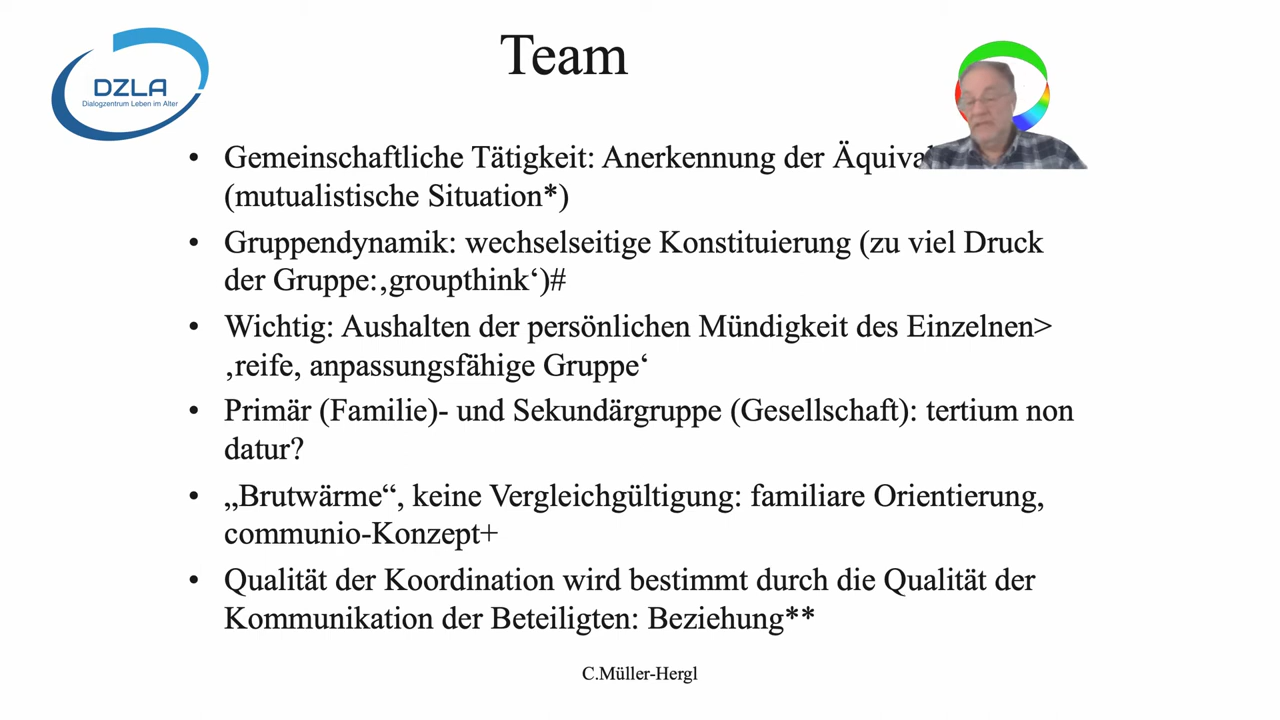 DZLA
Dialogzentrum Leben im Alter
Team
• Gemeinschaftliche Tätigkeit: Anerkennung der
(mutualistische Situation*)
• Gruppendynamik: wechselseitige Konstituierung (zu viel Druck
der Gruppe:‚groupthink‘)#
• Wichtig: Aushalten der persönlichen Mündigkeit des Einzelnen>
‚reife, anpassungsfähige Gruppe‘
• Primär (Familie)- und Sekundärgruppe (Gesellschaft): tertium non
datur?
• „Brutwärme“, keine Vergleichgültigung: familiare Orientierung,
communio-Konzept+
• Qualität der Koordination wird bestimmt durch die Qualität der
Kommunikation der Beteiligten: Beziehung**
C.Müller-Hergl